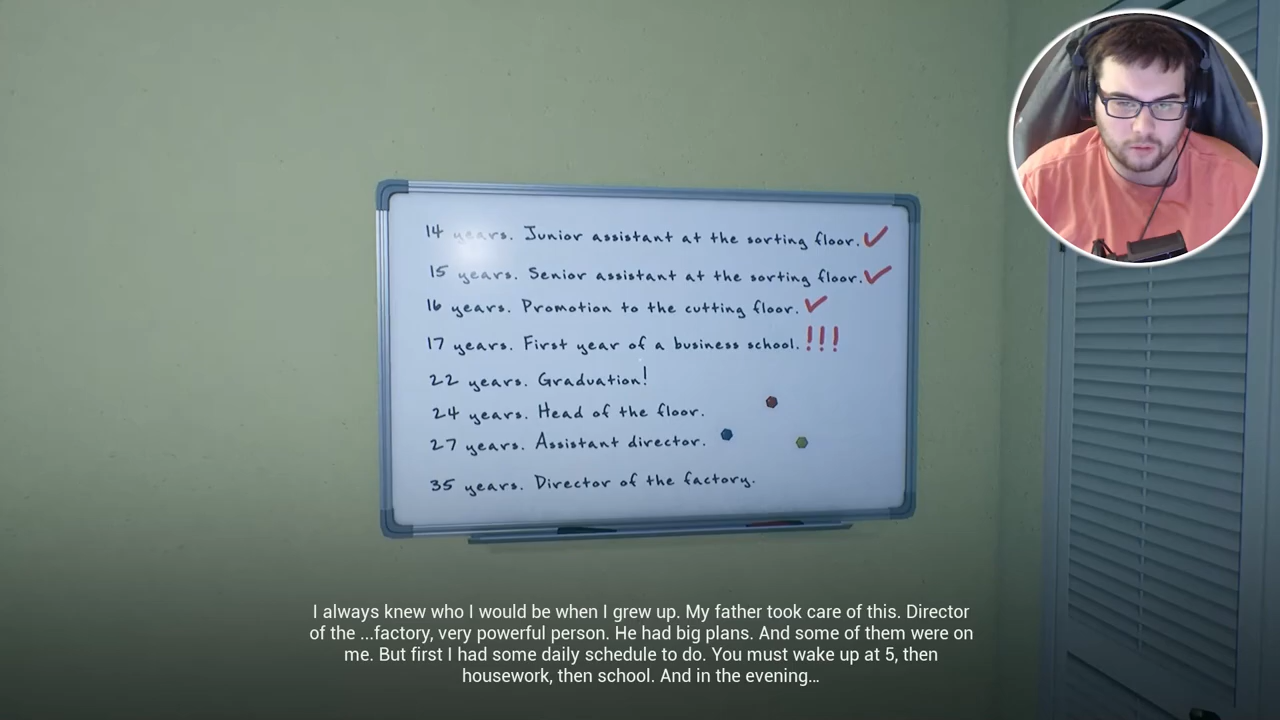 14 years. Junior assistant at the sorting floor.
15 years. Senior assistant at the sorting floor.
16 years. Promotion to the cutting floor.
17 years. First year of a business school. !!!
22 years. Graduation!
24 years. Head of the floor.
27 years. Assistant director.
35 years. Director of the factory.
I always knew who I would be when I grew up. My father took care of this. Director
of the ...factory, very powerful person. He had big plans. And some of them were on
me. But first I had some daily schedule to do. You must wake up at 5, then
housework, then school. And in the evening…